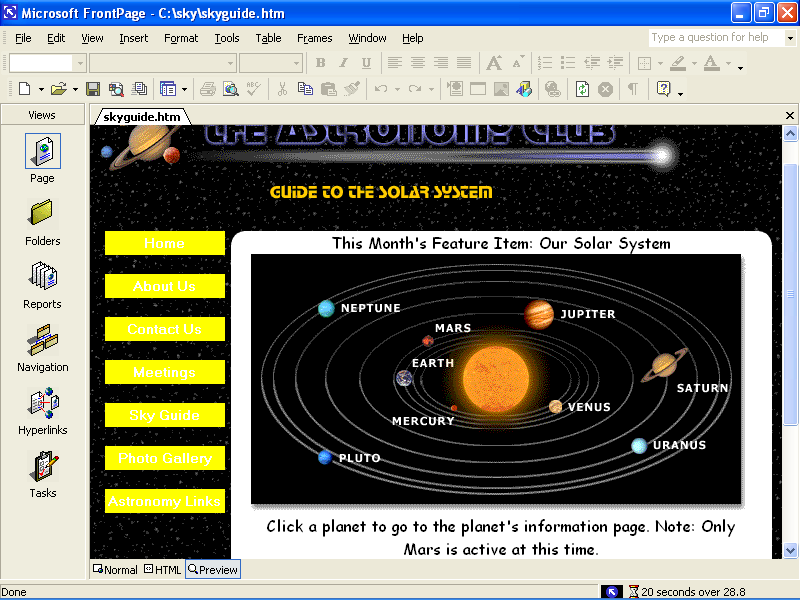 Microsoft FrontPage - C:\sky\skyguide.htm
File Edit View Insert Format Tools Table Frames Window Help
Type a question for help
Views
skyguide.htm
Page
Folders
Reports
Navigation
Hyperlinks
Tasks
THE ASTRONOMY CLUB
GUIDE TO THE SOLAR SYSTEM
Home
About Us
Contact Us
Meetings
Sky Guide
Photo Gallery
Astronomy Links
This Month's Feature Item: Our Solar System
NEPTUNE
JUPITER
MARS
EARTH
SATURN
MERCURY
VENUS
URANUS
PLUTO
Click a planet to go to the planet's information page. Note: Only
Mars is active at this time.
Normal HTML Preview
Done
20 seconds over 28.8